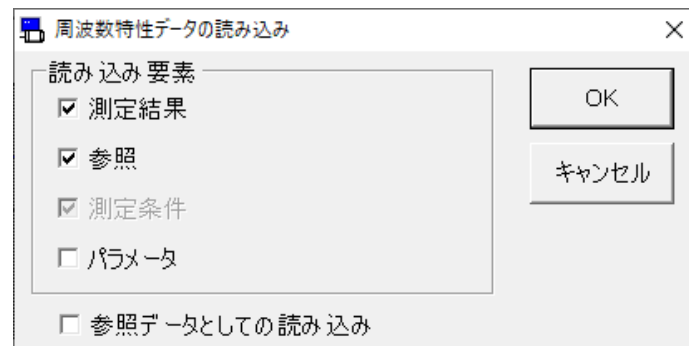 周波数特性データの読み込み
読み込み要素
測定結果
参照
測定条件
パラメータ
参照データとしての読み込み
OK
キャンセル